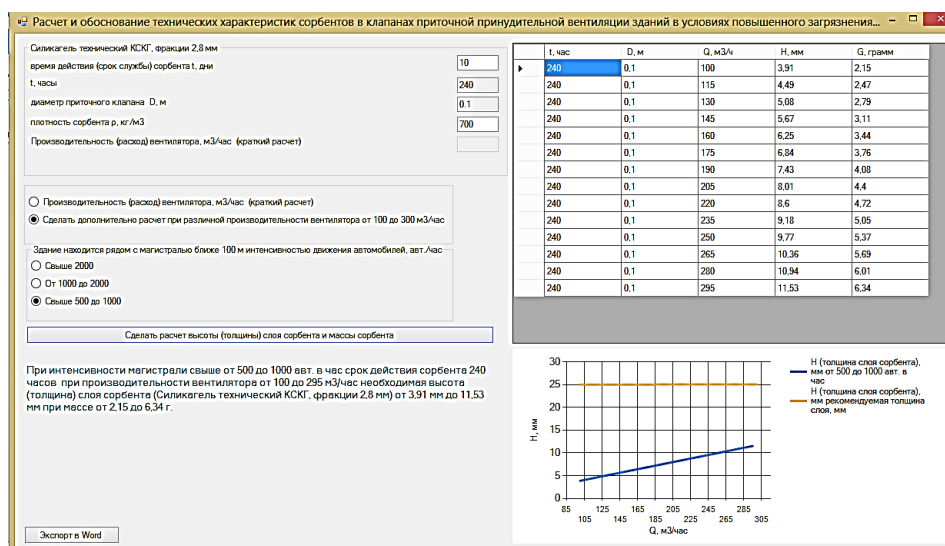 Расчет и обоснование технических характеристик сорбентов в клапанах приточной принудительной вентиляции зданий в условиях повышенного загрязнения...
Силикагель технический КСКГ, фракции 2,8 мм
время действия (срок службы) сорбента t, дни
10
t, часы
240
диаметр приточного клапана D, м
0.1
плотность сорбента p, кг/м3
700
Производительность (расход) вентилятора, м3/час (краткий расчет)
Производительность (расход) вентилятора, м3/час (краткий расчет)
Сделать дополнительно расчет при различной производительности вентилятора от 100 до 300 м3/час
Здание находится рядом с магистралью ближе 100 м интенсивностью движения автомобилей, авт./час
Свыше 2000
От 1000 до 2000
Свыше 500 до 1000
Сделать расчет высоты (толщины) слоя сорбента и массы сорбента
При интенсивности магистрали свыше от 500 до 1000 авт. в час срок действия сорбента 240
часов при производительности вентилятора от 100 до 295 м3/час необходимая высота
(толщина) слоя сорбента (Силикагель технический КСКГ, фракции 2,8 мм) от 3,91 мм до 11,53
мм при массе от 2,15 до 6,34 г.
Экспорт в Word
t, час D, м Q, м3/ч H, мм G, грамм
240 0,1 100 3,91 2,15
240 0,1 115 4,49 2,47
240 0,1 130 5,08 2,79
240 0,1 145 5,67 3,11
240 0,1 160 6,25 3,44
240 0,1 175 6,84 3,76
240 0,1 190 7,43 4,08
240 0,1 205 8,01 4,4
240 0,1 220 8,6 4,72
240 0,1 235 9,18 5,05
240 0,1 250 9,77 5,37
240 0,1 265 10,36 5,69
240 0,1 280 10,94 6,01
240 0,1 295 11,53 6,34
30
25
20
15
10
5
0
H, мм
85 125 165 205 245 285
105 145 185 225 265 305
Q, м3/час
H (толщина слоя сорбента),
мм от 500 до 1000 авт. в
час
H (толщина слоя сорбента),
мм рекомендуемая толщина
слоя, мм